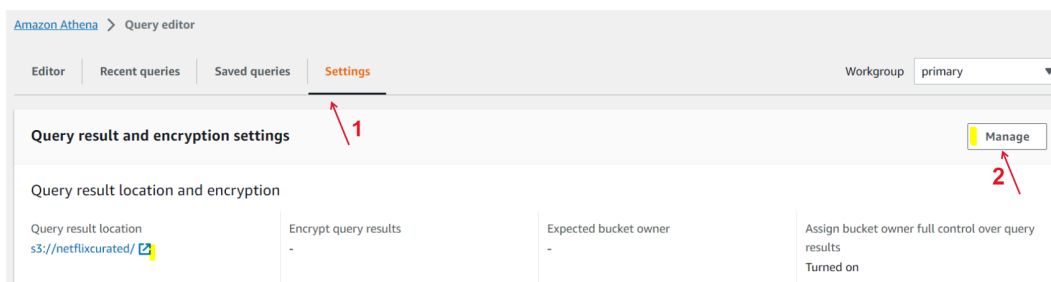 Amazon Athena > Query editor
Editor Recent queries Saved queries Settings Workgroup primary
1
Query result and encryption settings Manage
2
Query result location and encryption
Query result location Encrypt query results Expected bucket owner Assign bucket owner full control over query results
s3://netflixcurated/ - - Turned on